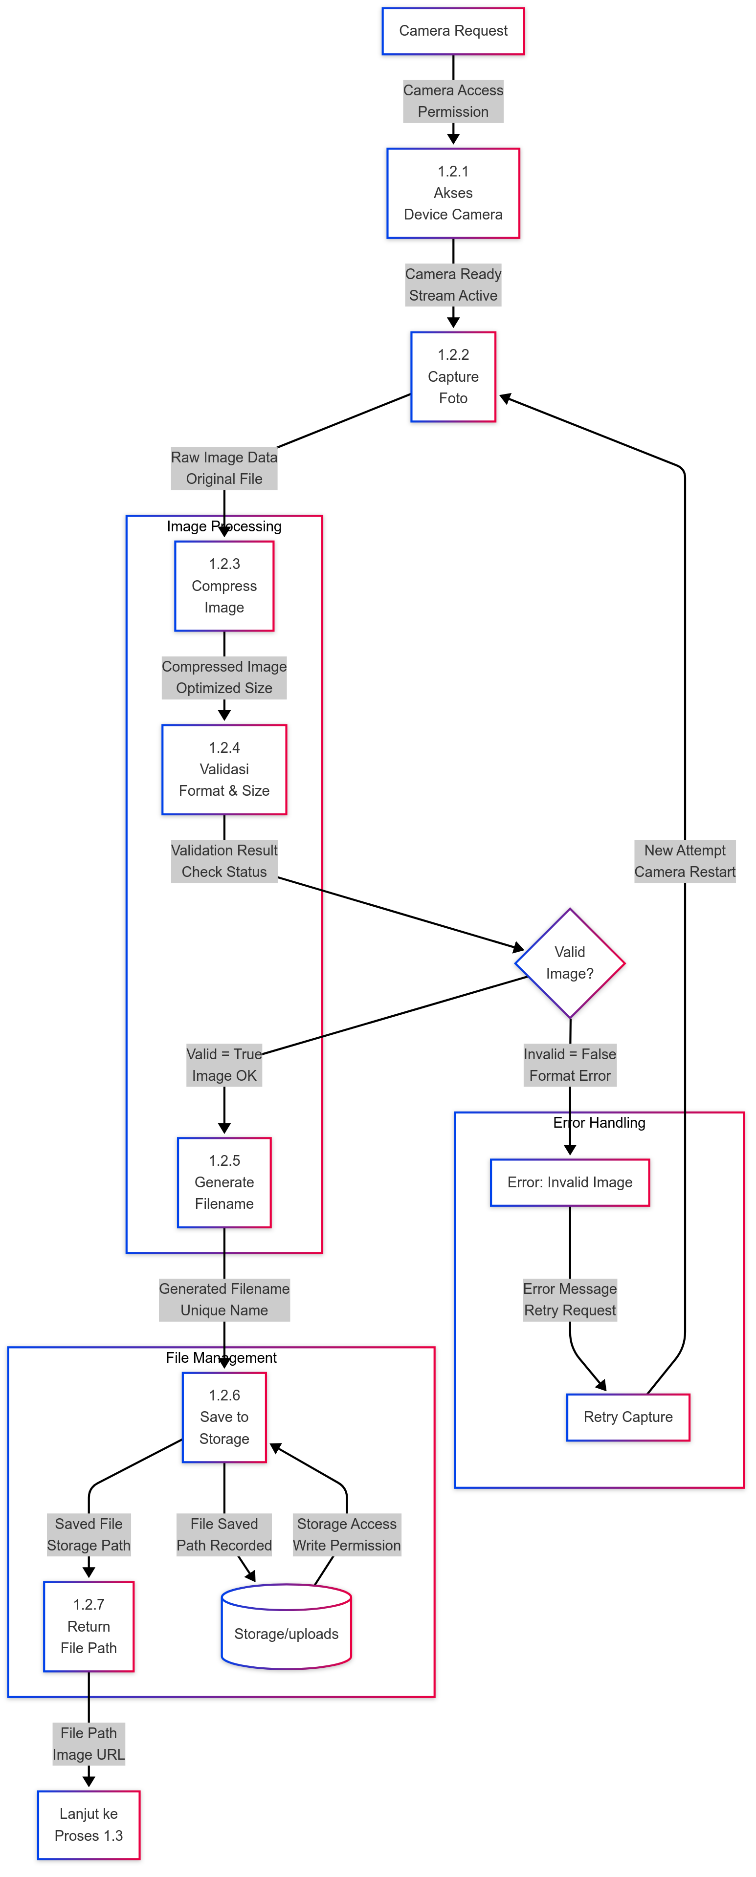 Camera Request
Camera Access
Permission
1.2.1
Akses
Device Camera
Camera Ready
Stream Active
1.2.2
Capture
Foto
Raw Image Data
Original File
Image Processing
1.2.3
Compress
Image
Compressed Image
Optimized Size
1.2.4
Validasi
Format & Size
Validation Result
Check Status
New Attempt
Camera Restart
Valid
Image?
Valid = True
Image OK
Invalid = False
Format Error
Error Handling
1.2.5
Generate
Filename
Error: Invalid Image
Generated Filename
Unique Name
Error Message
Retry Request
File Management
1.2.6
Save to
Storage
Retry Capture
Saved File
Storage Path
File Saved
Path Recorded
Storage Access
Write Permission
1.2.7
Return
File Path
Storage/uploads
File Path
Image URL
Lanjut ke
Proses 1.3